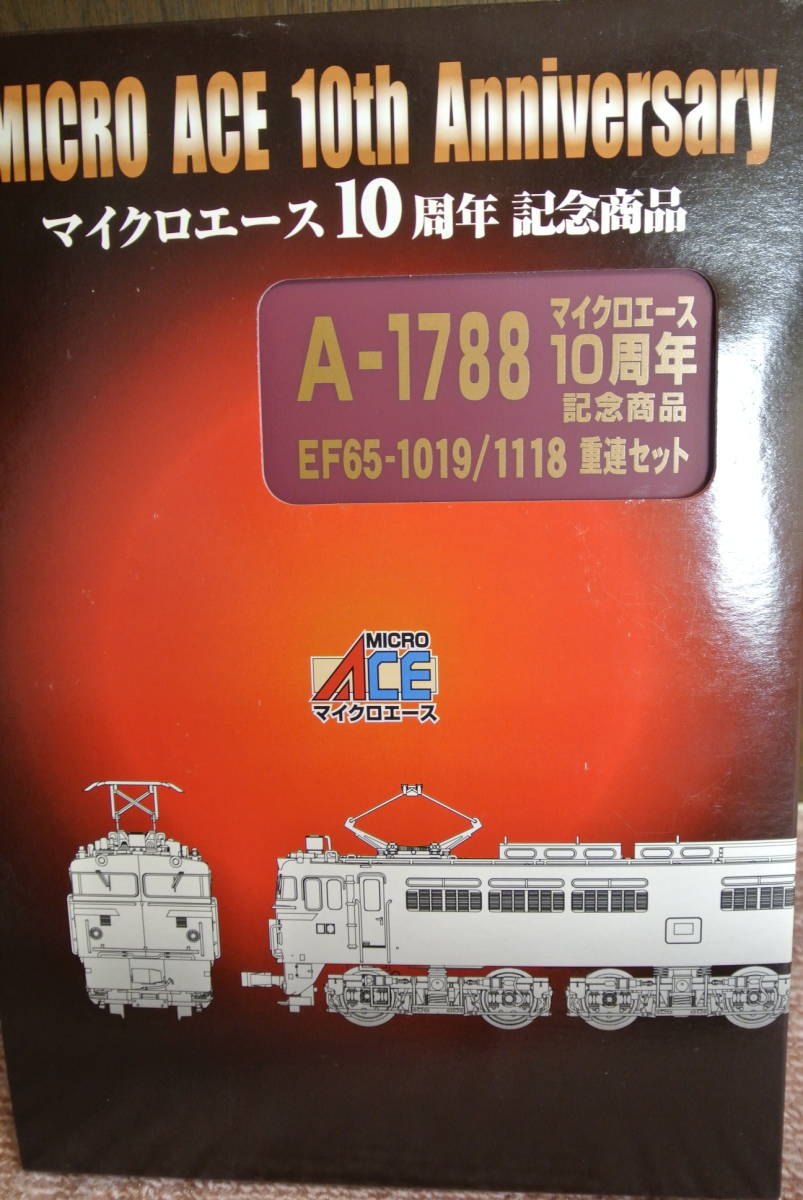 MICRO ACE 10th Anniversary
マイクロエース10周年 記念商品
A-1788
マイクロエース
10周年
記念商品
EF65-1019/1118 重連セット
MICRO
ACE
マイクロエース